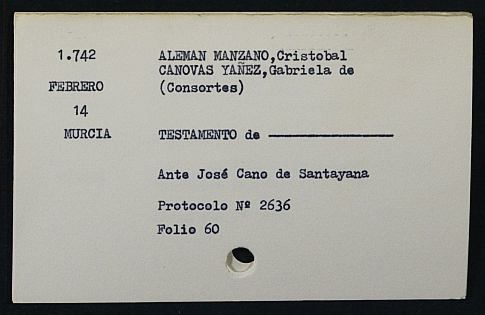 1.742
FEBRERO
14
MURCIA
ALEMAN MANZANO,Cristobal
CANOVAS YAÑEZ,Gabriela de
(Consortes)
TESTAMENTO de ————————
Ante José Cano de Santayana
Protocolo Nº 2636
Folio 60